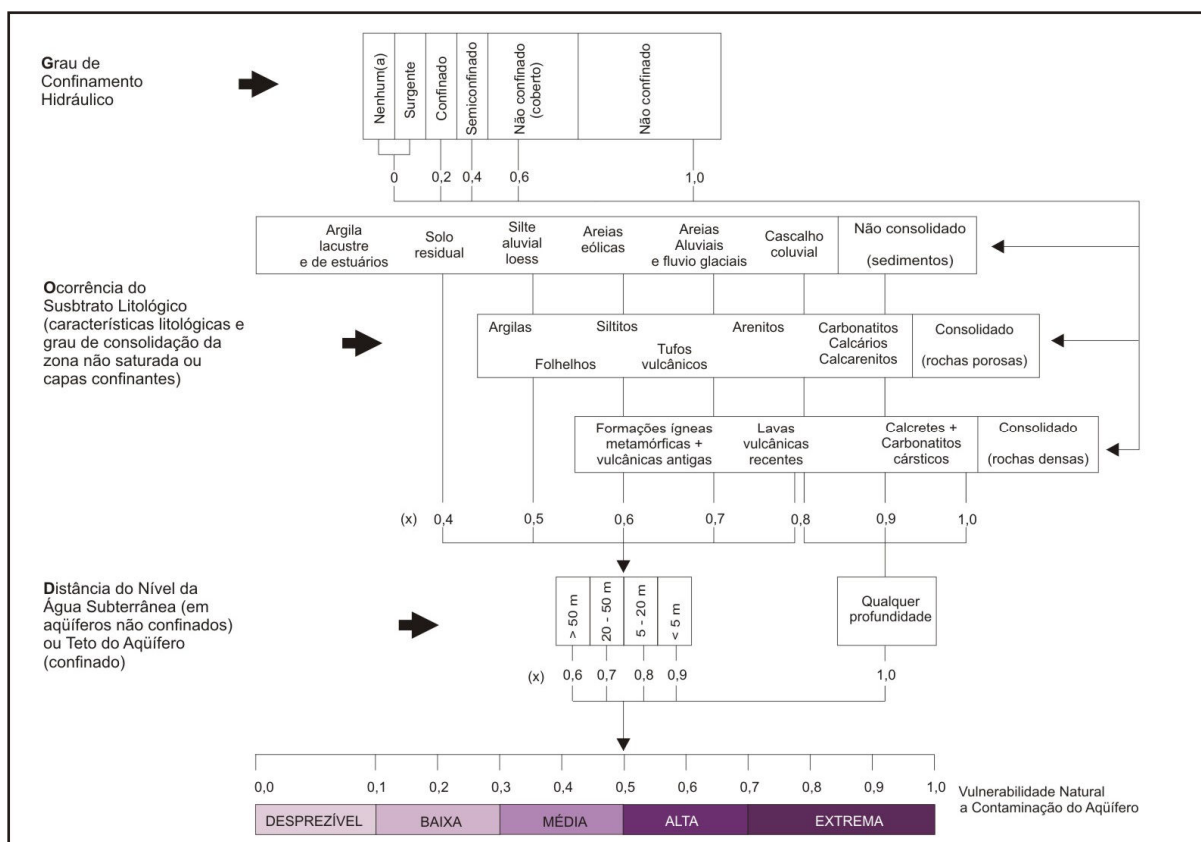 Grau de
Confinamento
Hidráulico
Nenhum(a)
Surgente
Confinado
Semiconfinado
Não confinado
(coberto)
Não confinado
0
0,2
0,4
0,6
1,0
Argila
lacustre
e de estuários
Solo
residual
Silte
aluvial
loess
Areias
eólicas
Areias
Aluviais
e fluvio glaciais
Cascalho
coluvial
Não consolidado
(sedimentos)
Ocorrência do
Susbtrato Litológico
(características litológicas e
grau de consolidação da
zona não saturada ou
capas confinantes)
Argilas
Folhelhos
Siltitos
Tufos
vulcânicos
Arenitos
Carbonatitos
Calcários
Calcarenitos
Consolidado
(rochas porosas)
Formações ígneas
metamórficas +
vulcânicas antigas
Lavas
vulcânicas
recentes
Calcretes +
Carbonatitos
cársticos
Consolidado
(rochas densas)
(x) 0,4 0,5 0,6 0,7 0,8 0,9 1,0
Distância do Nível da
Água Subterrânea (em
aqüíferos não confinados)
ou Teto do Aqüífero
(confinado)
> 50 m
20 - 50 m
5 - 20 m
< 5 m
Qualquer
profundidade
(x) 0,6 0,7 0,8 0,9 1,0
0,0 0,1 0,2 0,3 0,4 0,5 0,6 0,7 0,8 0,9 1,0
Vulnerabilidade Natural
a Contaminação do Aqüífero
DESPREZÍVEL BAIXA MÉDIA ALTA EXTREMA